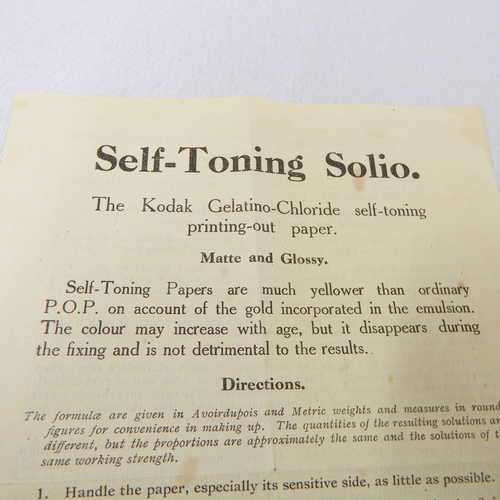 Self-Toning Solio.
The Kodak Gelatino-Chloride self-toning
printing-out paper.
Matte and Glossy.
Self-Toning Papers are much yellower than ordinary
P.O.P. on account of the gold incorporated in the emulsion.
The colour may increase with age, but it disappears during
the fixing and is not detrimental to the results.
Directions.
The formulæ are given in Avoirdupois and Metric weights and measures in round
figures for convenience in making up. The quantities of the resulting solutions are
different, but the proportions are approximately the same and the solutions of
same working strength.
1. Handle the paper, especially its sensitive side, as little as possible.